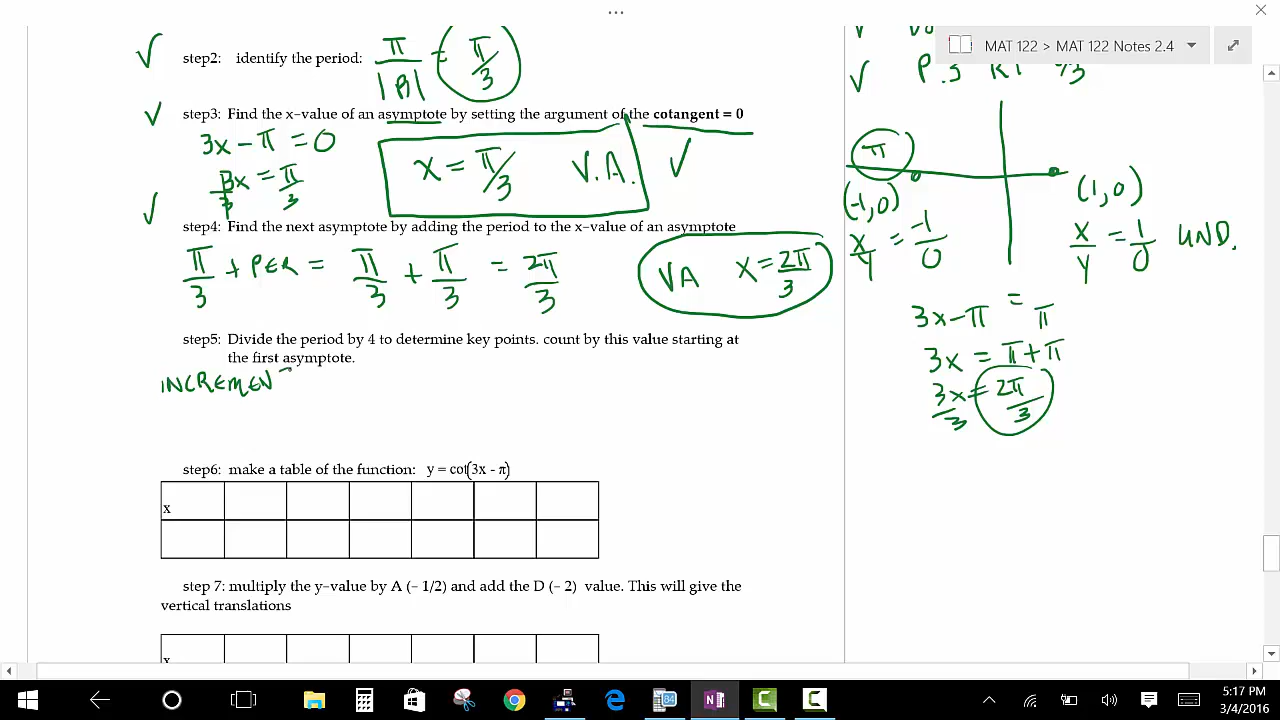 MAT 122 > MAT 122 Notes 2.4
√ step2: identify the period: π/|B| = π/3
√ step3: Find the x-value of an asymptote by setting the argument of the cotangent = 0
3x - π = 0
3x/3 = π/3
x = π/3 V.A. √
√ step4: Find the next asymptote by adding the period to the x-value of an asymptote
π/3 + PER = π/3 + π/3 = 2π/3
VA x = 2π/3
step5: Divide the period by 4 to determine key points. count by this value starting at
the first asymptote.
INCREMEN
step6: make a table of the function: y = cot(3x - π)
x
step 7: multiply the y-value by A (- 1/2) and add the D (- 2) value. This will give the
vertical translations
x
√
√ P.S RT π/3
π
(-1,0) (1,0)
x/y = -1/0 x/y = 1/0 UND.
3x-π = π
3x = π+π
3x/3 = 2π/3
5:17 PM
3/4/2016